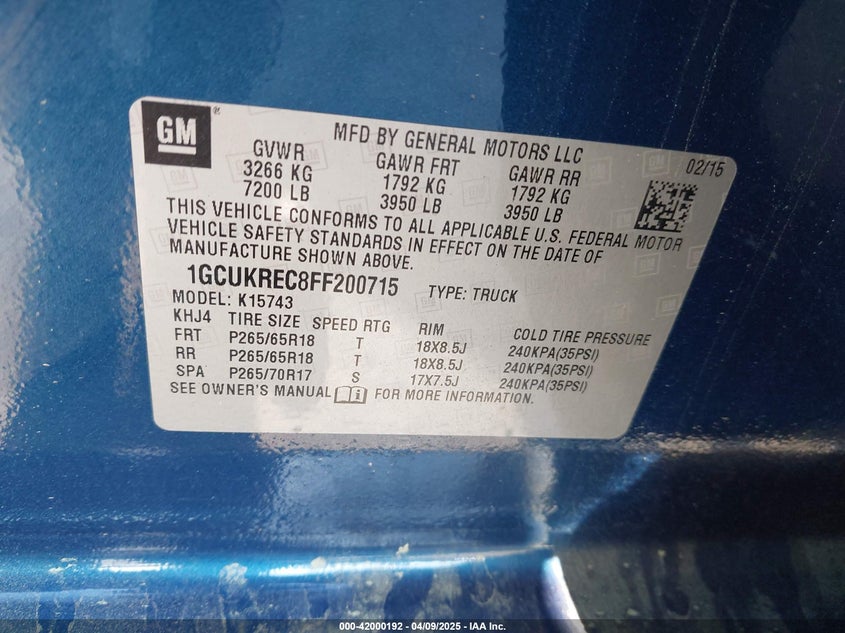 GM ®
MFD BY GENERAL MOTORS LLC
02/15
GVWR GAWR FRT GAWR RR
3266 KG 1792 KG 1792 KG
7200 LB 3950 LB 3950 LB
THIS VEHICLE CONFORMS TO ALL APPLICABLE U.S. FEDERAL MOTOR
VEHICLE SAFETY STANDARDS IN EFFECT ON THE DATE OF
MANUFACTURE SHOWN ABOVE.
1GCUKREC8FF200715 TYPE: TRUCK
MODEL: K15743
KHJ4 TIRE SIZE SPEED RTG RIM COLD TIRE PRESSURE
FRT P265/65R18 T 18X8.5J 240KPA(35PSI)
RR P265/65R18 T 18X8.5J 240KPA(35PSI)
SPA P265/70R17 S 17X7.5J 240KPA(35PSI)
SEE OWNER'S MANUAL i FOR MORE INFORMATION.
000-42000192 - 04/09/2025 - IAA Inc.